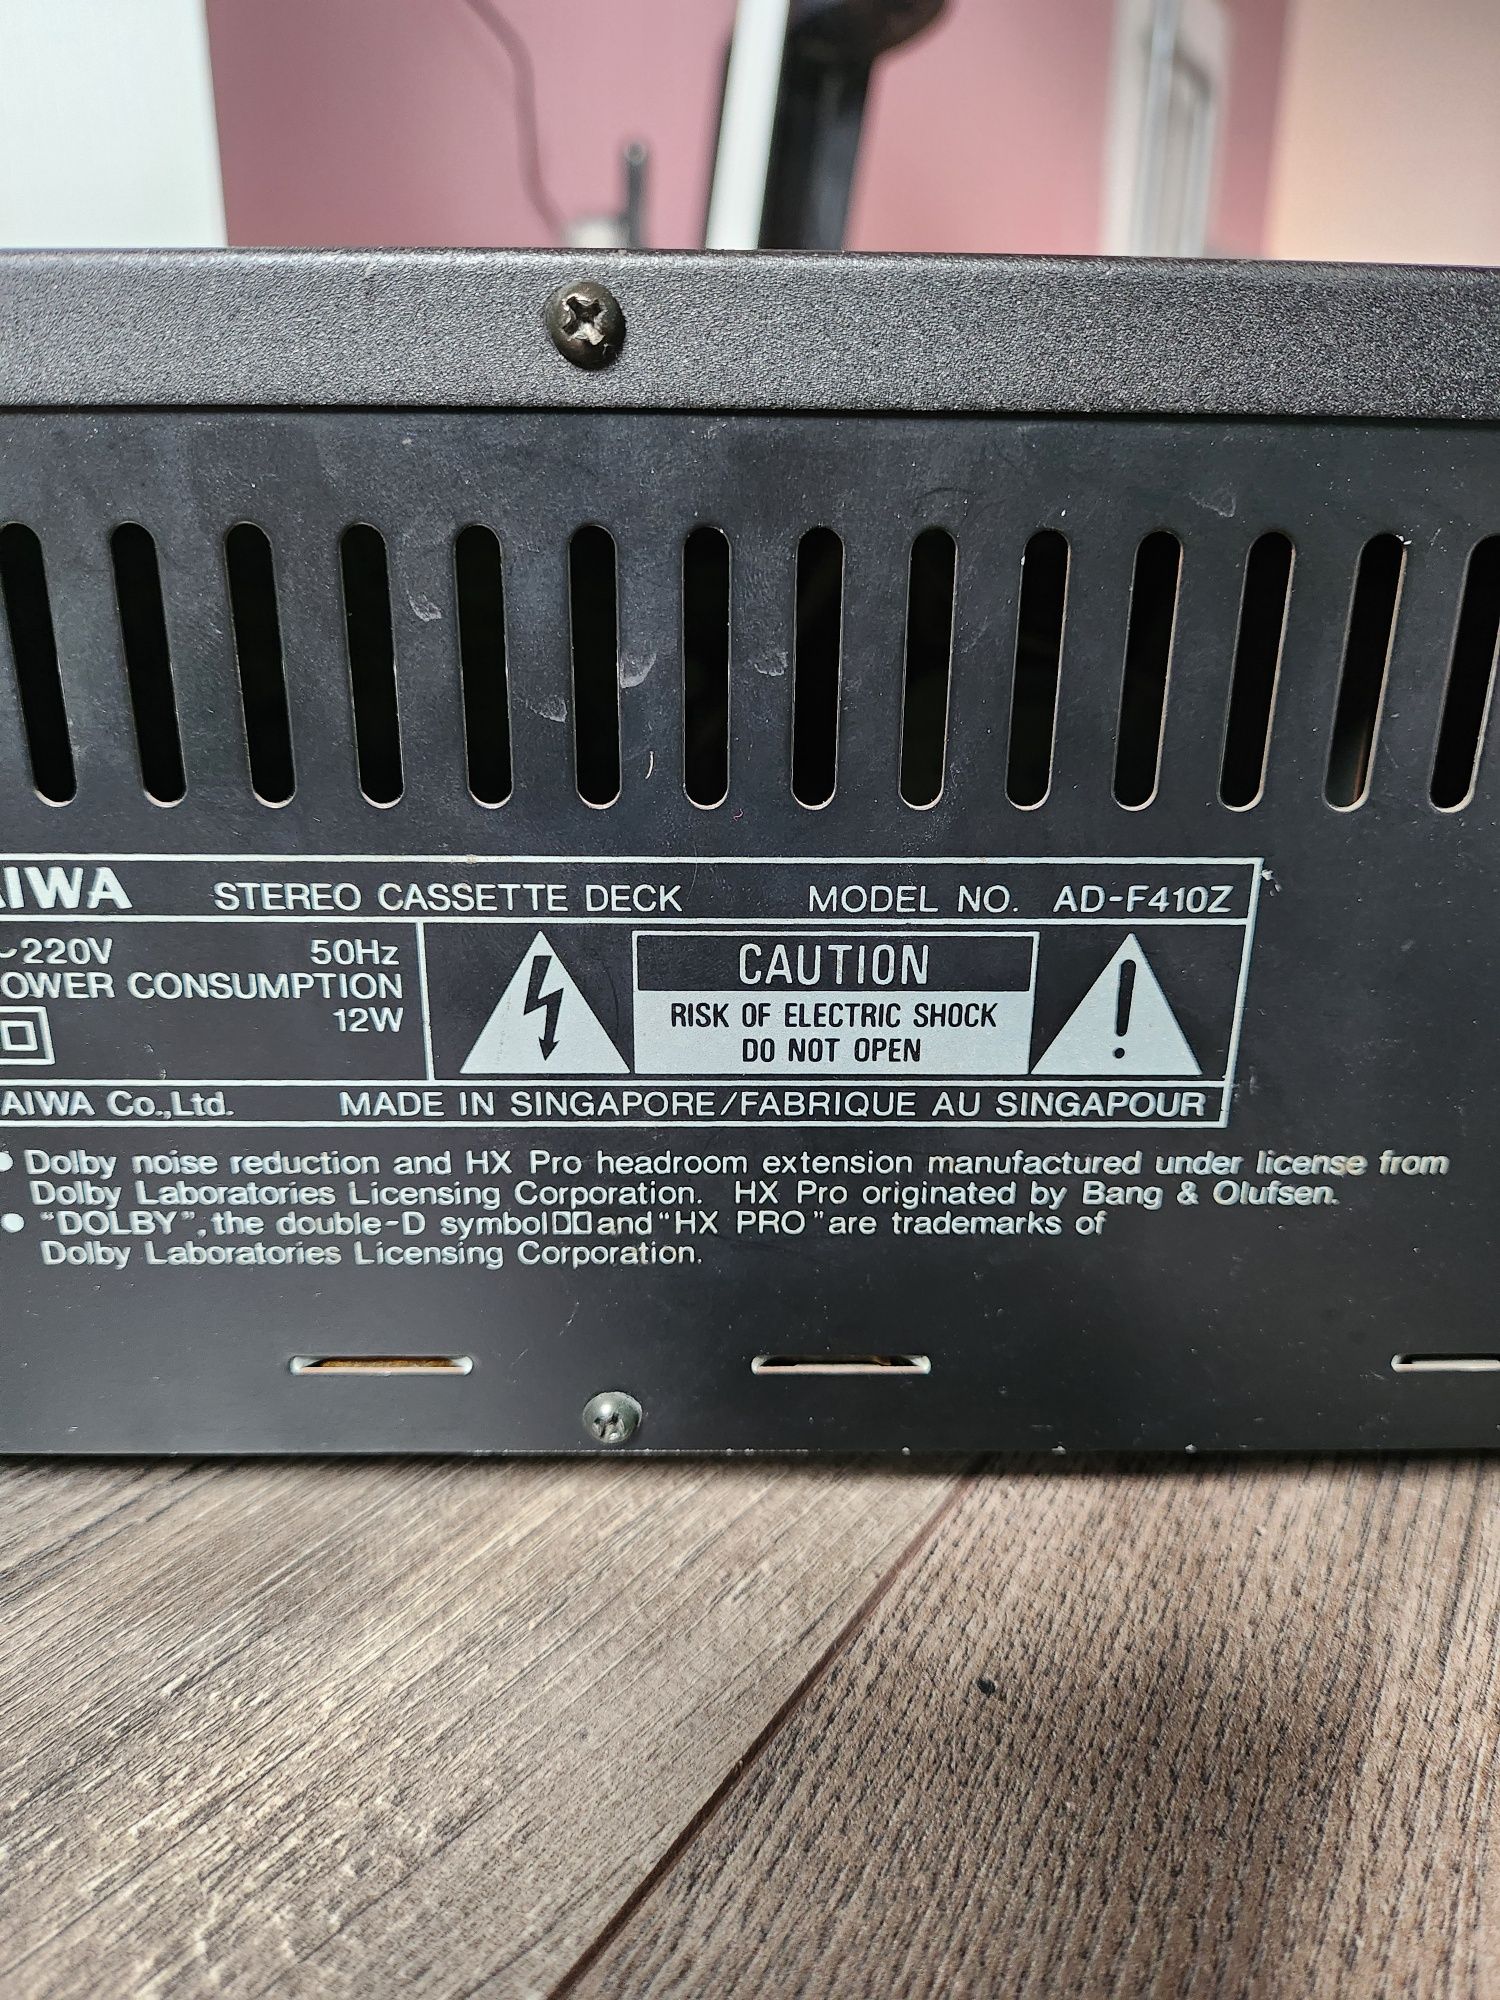 AIWA STEREO CASSETTE DECK MODEL NO. AD-F410Z
~220V 50Hz
OWER CONSUMPTION
12W
CAUTION
RISK OF ELECTRIC SHOCK
DO NOT OPEN
AIWA Co.,Ltd. MADE IN SINGAPORE/FABRIQUE AU SINGAPOUR
• Dolby noise reduction and HX Pro headroom extension manufactured under license from
Dolby Laboratories Licensing Corporation. HX Pro originated by Bang & Olufsen.
• "DOLBY", the double-D symbol and "HX PRO" are trademarks of
Dolby Laboratories Licensing Corporation.